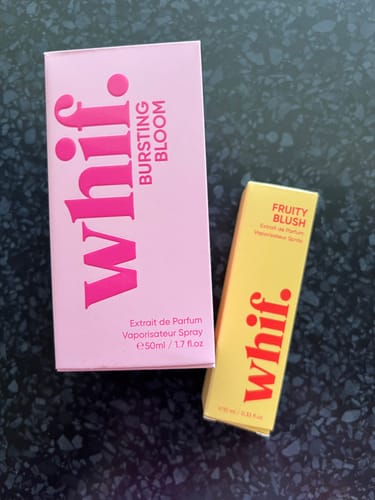 whif.
BURSTING
BLOOM
Extrait de Parfum
Vaporisateur Spray
℮50ml / 1.7 fl.oz
FRUITY
BLUSH
Extrait de Parfum
Vaporisateur Spray
whif.
℮10 ml / 0.33 fl.oz